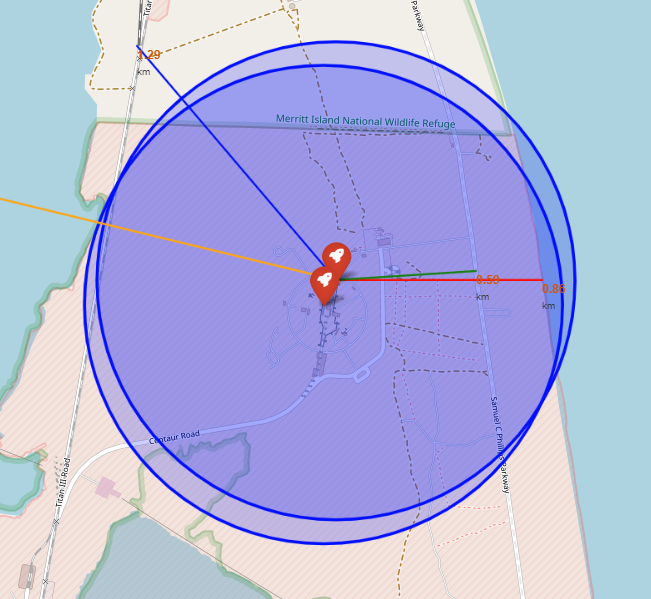 Titan
Parkway
1.29
km
Merritt Island National Wildlife Refuge
0.59
km
0.86
km
Centaur Road
Samuel C Phillips Parkway
Titan III Road